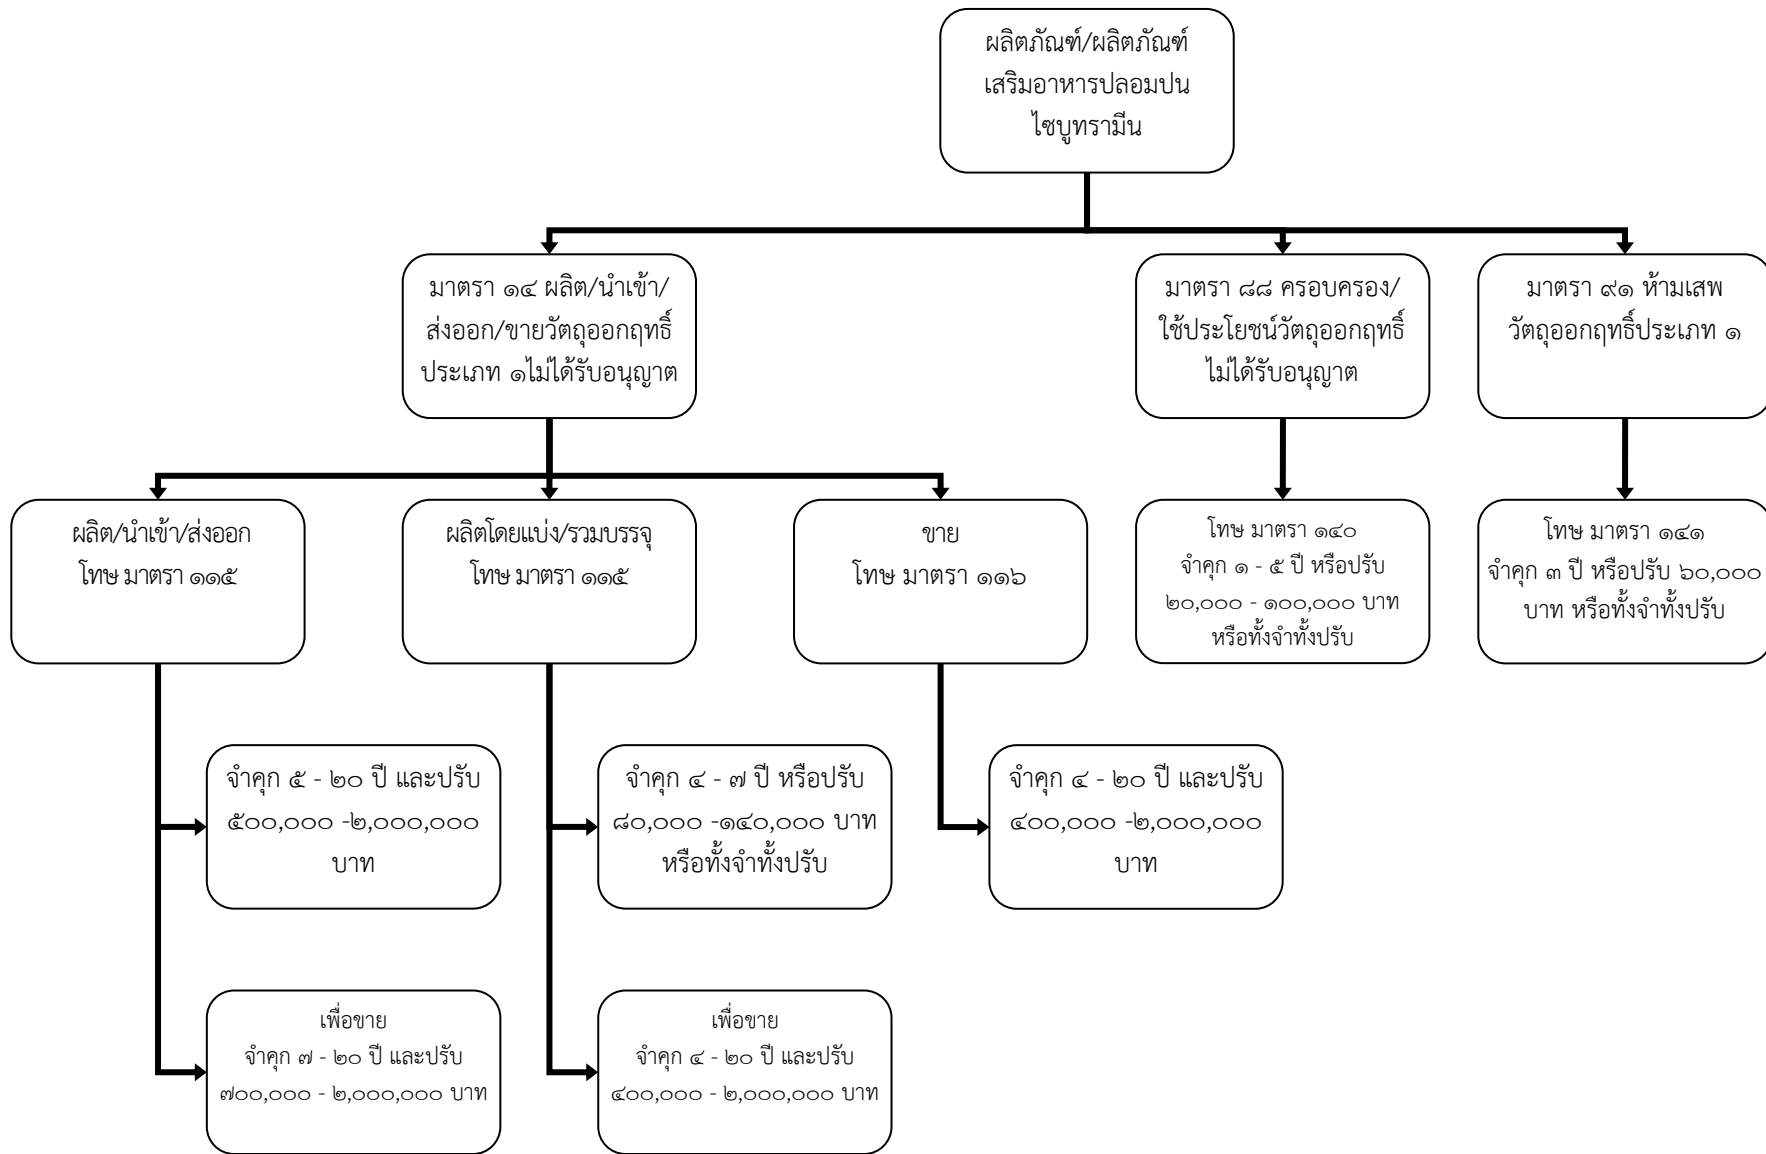 ผลิตภัณฑ์/ผลิตภัณฑ์
เสริมอาหารปลอมปน
ไซบูทรามีน
มาตรา ๑๔ ผลิต/นำเข้า/
ส่งออก/ขายวัตถุออกฤทธิ์
ประเภท ๑ไม่ได้รับอนุญาต
มาตรา ๘๘ ครอบครอง/
ใช้ประโยชน์วัตถุออกฤทธิ์
ไม่ได้รับอนุญาต
มาตรา ๙๑ ห้ามเสพ
วัตถุออกฤทธิ์ประเภท ๑
ผลิต/นำเข้า/ส่งออก
โทษ มาตรา ๑๑๕
ผลิตโดยแบ่ง/รวมบรรจุ
โทษ มาตรา ๑๑๕
ขาย
โทษ มาตรา ๑๑๖
โทษ มาตรา ๑๔๐
จำคุก ๑ - ๕ ปี หรือปรับ
๒๐,๐๐๐ - ๑๐๐,๐๐๐ บาท
หรือทั้งจำทั้งปรับ
โทษ มาตรา ๑๔๑
จำคุก ๓ ปี หรือปรับ ๖๐,๐๐๐
บาท หรือทั้งจำทั้งปรับ
จำคุก ๕ - ๒๐ ปี และปรับ
๕๐๐,๐๐๐ -๒,๐๐๐,๐๐๐
บาท
จำคุก ๔ - ๗ ปี หรือปรับ
๘๐,๐๐๐ -๑๔๐,๐๐๐ บาท
หรือทั้งจำทั้งปรับ
จำคุก ๔ - ๒๐ ปี และปรับ
๔๐๐,๐๐๐ -๒,๐๐๐,๐๐๐
บาท
เพื่อขาย
จำคุก ๗ - ๒๐ ปี และปรับ
๗๐๐,๐๐๐ - ๒,๐๐๐,๐๐๐ บาท
เพื่อขาย
จำคุก ๔ - ๒๐ ปี และปรับ
๔๐๐,๐๐๐ - ๒,๐๐๐,๐๐๐ บาท